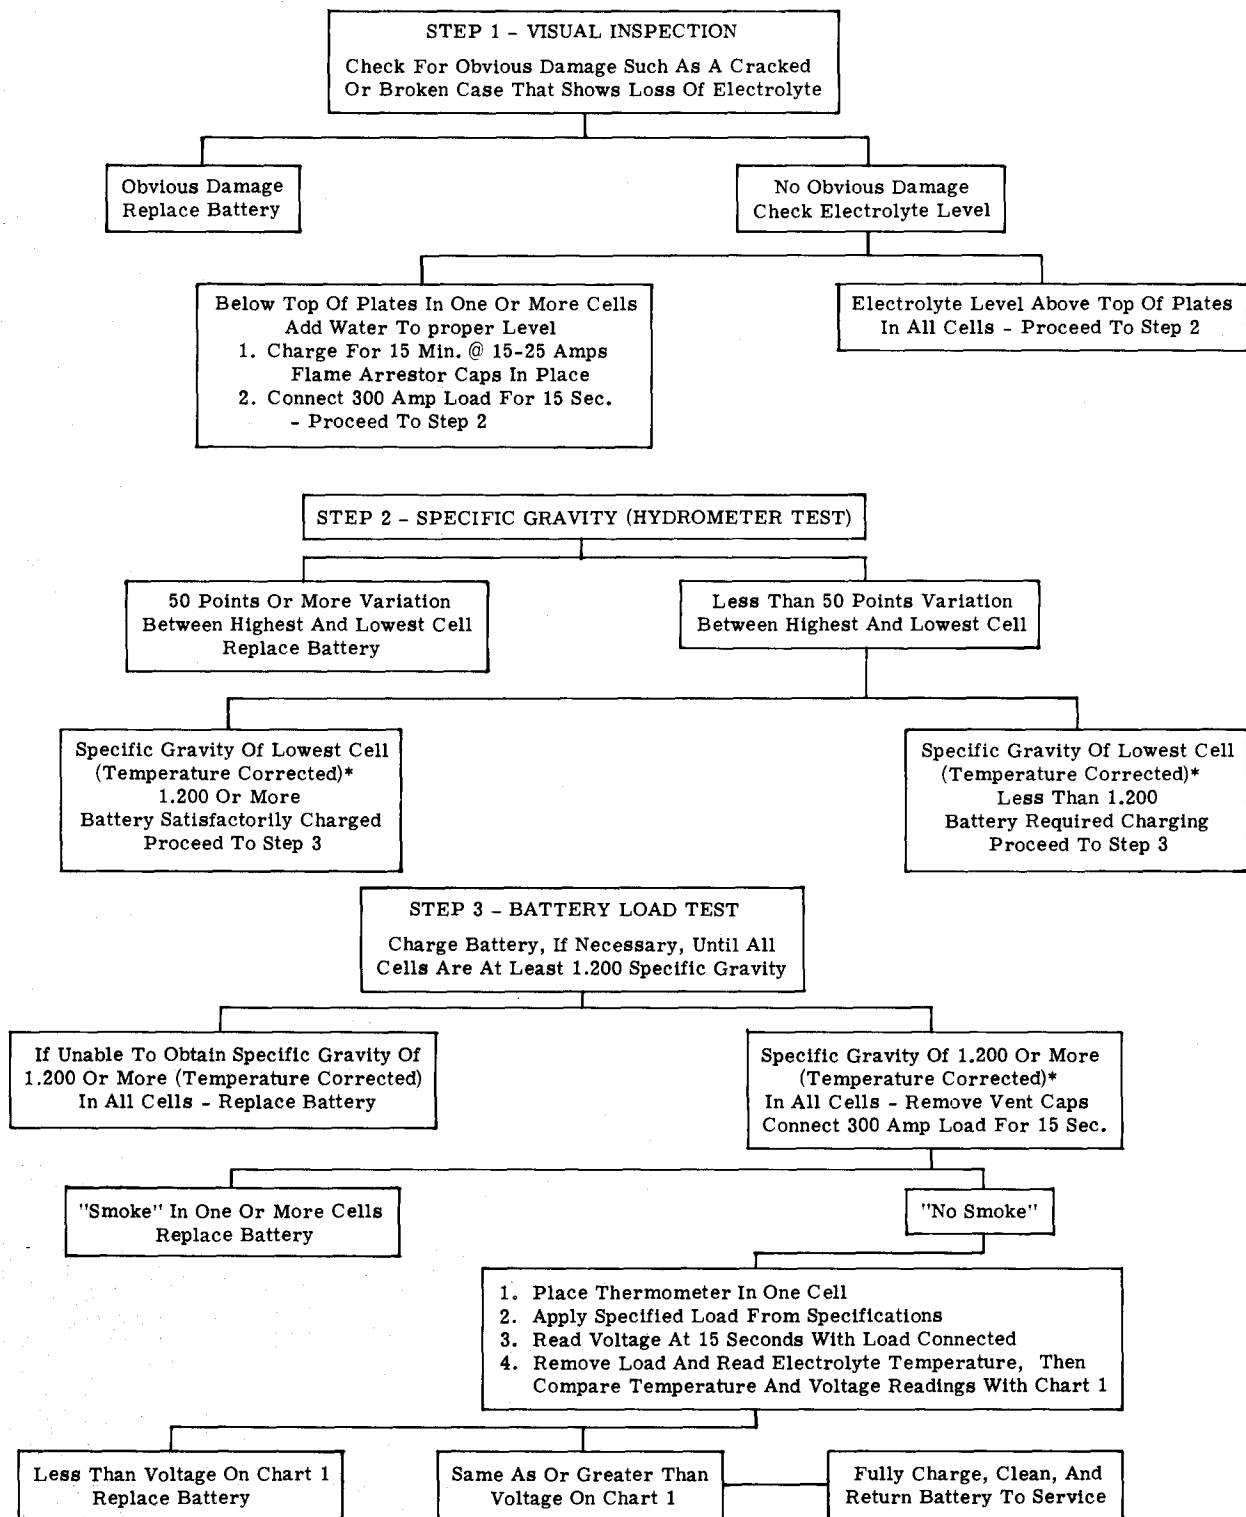 STEP 1 - VISUAL INSPECTION
Check For Obvious Damage Such As A Cracked
Or Broken Case That Shows Loss Of Electrolyte
Obvious Damage
Replace Battery
No Obvious Damage
Check Electrolyte Level
Below Top Of Plates In One Or More Cells
Add Water To proper Level
1. Charge For 15 Min. @ 15-25 Amps
Flame Arrestor Caps In Place
2. Connect 300 Amp Load For 15 Sec.
- Proceed To Step 2
Electrolyte Level Above Top Of Plates
In All Cells - Proceed To Step 2
STEP 2 - SPECIFIC GRAVITY (HYDROMETER TEST)
50 Points Or More Variation
Between Highest And Lowest Cell
Replace Battery
Less Than 50 Points Variation
Between Highest And Lowest Cell
Specific Gravity Of Lowest Cell
(Temperature Corrected)*
1.200 Or More
Battery Satisfactorily Charged
Proceed To Step 3
Specific Gravity Of Lowest Cell
(Temperature Corrected)*
Less Than 1.200
Battery Required Charging
Proceed To Step 3
STEP 3 - BATTERY LOAD TEST
Charge Battery, If Necessary, Until All
Cells Are At Least 1.200 Specific Gravity
If Unable To Obtain Specific Gravity Of
1.200 Or More (Temperature Corrected)
In All Cells - Replace Battery
Specific Gravity Of 1.200 Or More
(Temperature Corrected)*
In All Cells - Remove Vent Caps
Connect 300 Amp Load For 15 Sec.
"Smoke" In One Or More Cells
Replace Battery
"No Smoke"
1. Place Thermometer In One Cell
2. Apply Specified Load From Specifications
3. Read Voltage At 15 Seconds With Load Connected
4. Remove Load And Read Electrolyte Temperature, Then
Compare Temperature And Voltage Readings With Chart 1
Less Than Voltage On Chart 1
Replace Battery
Same As Or Greater Than
Voltage On Chart 1
Fully Charge, Clean, And
Return Battery To Service